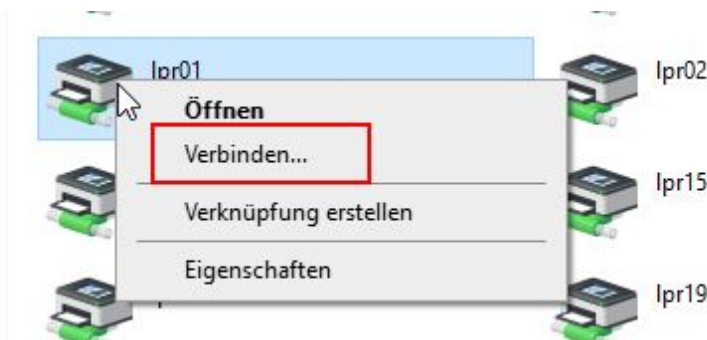 lpr01
lpr02
Öffnen
Verbinden...
lpr15
Verknüpfung erstellen
Eigenschaften
lpr19